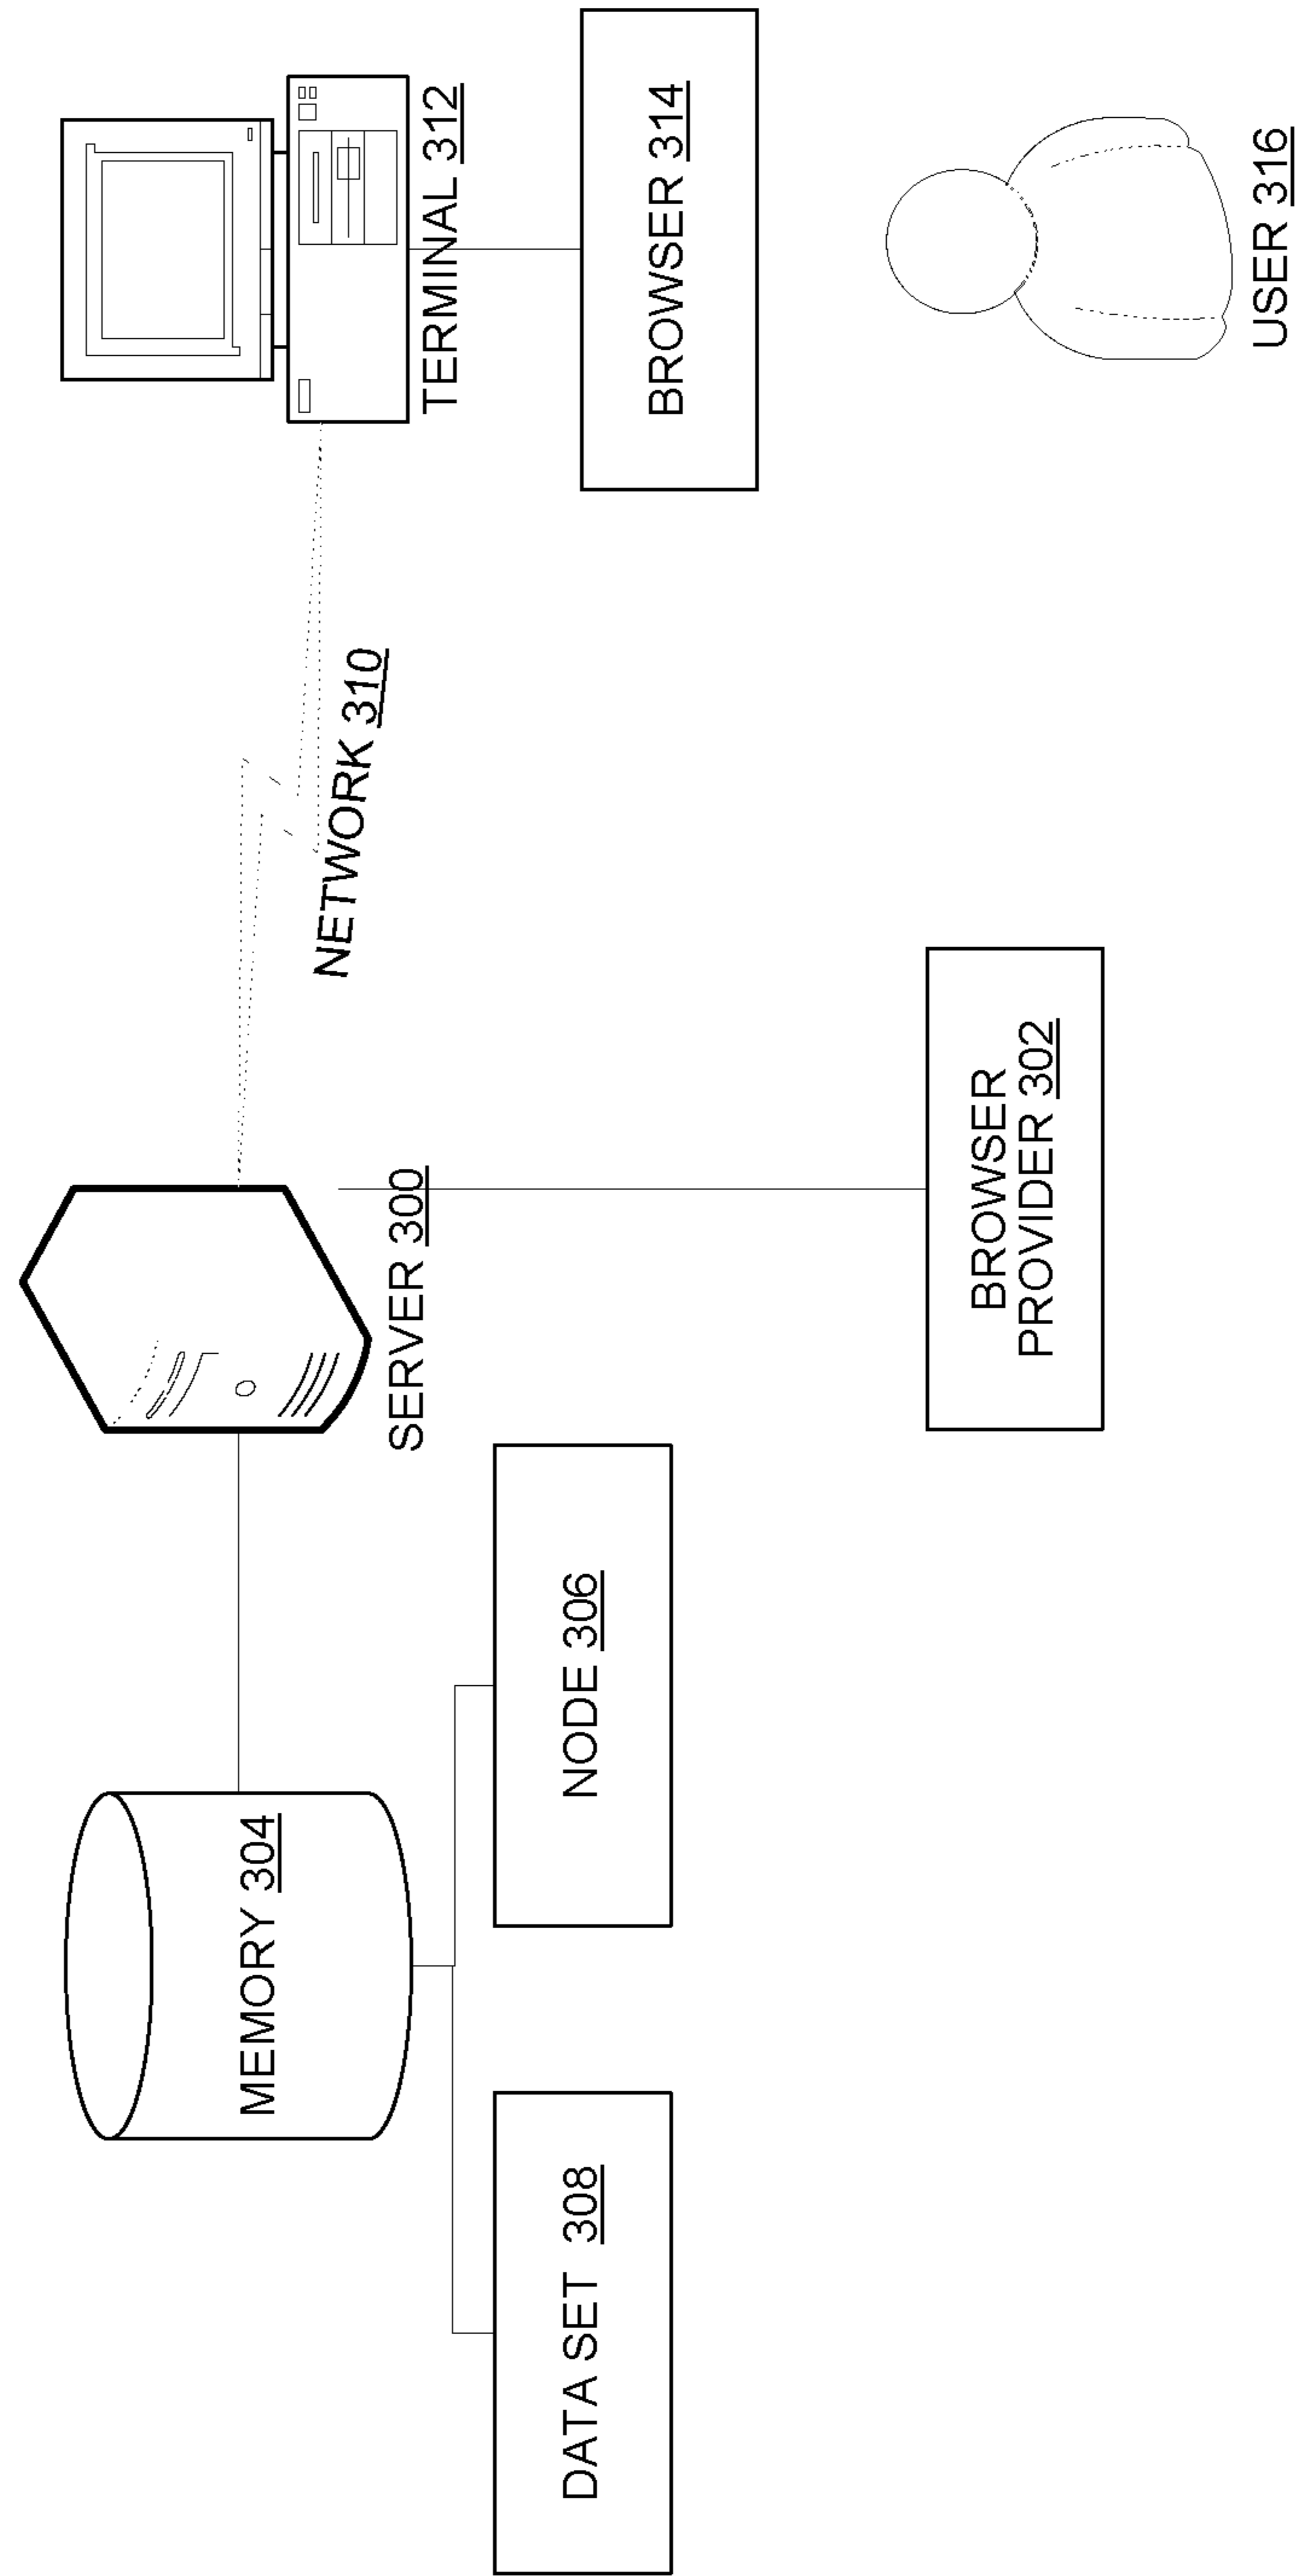 MEMORY 304
SERVER 300
NETWORK 310
TERMINAL 312
DATA SET 308
NODE 306
BROWSER 314
BROWSER
PROVIDER 302
USER 316